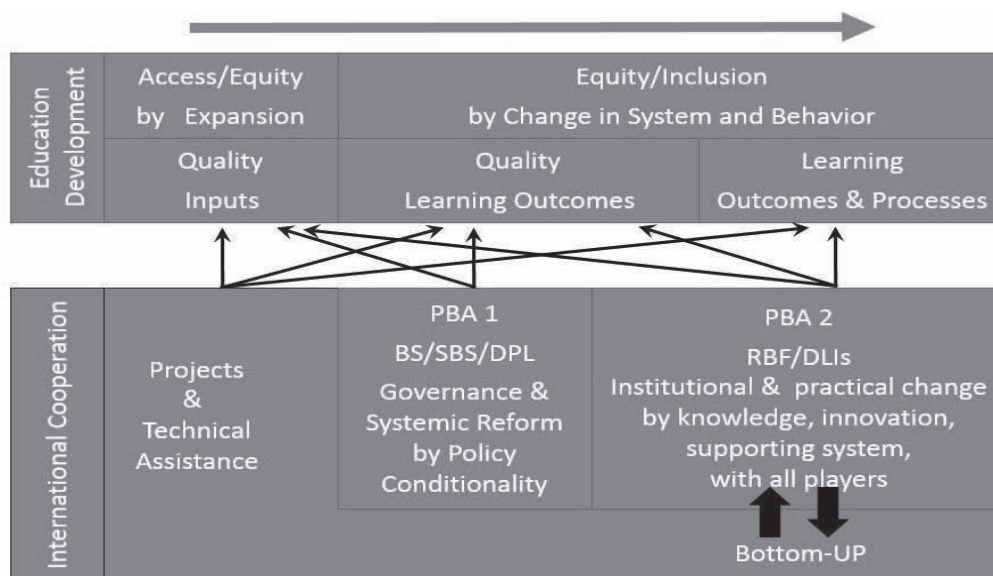 Education
Development
Access/Equity
by Expansion
Equity/Inclusion
by Change in System and Behavior
Quality
Inputs
Quality
Learning Outcomes
Learning
Outcomes & Processes
International Cooperation
Projects
&
Technical
Assistance
PBA 1
BS/SBS/DPL
Governance &
Systemic Reform
by Policy
Conditionality
PBA 2
RBF/DLIs
Institutional & practical change
by knowledge, innovation,
supporting system,
with all players
Bottom-UP